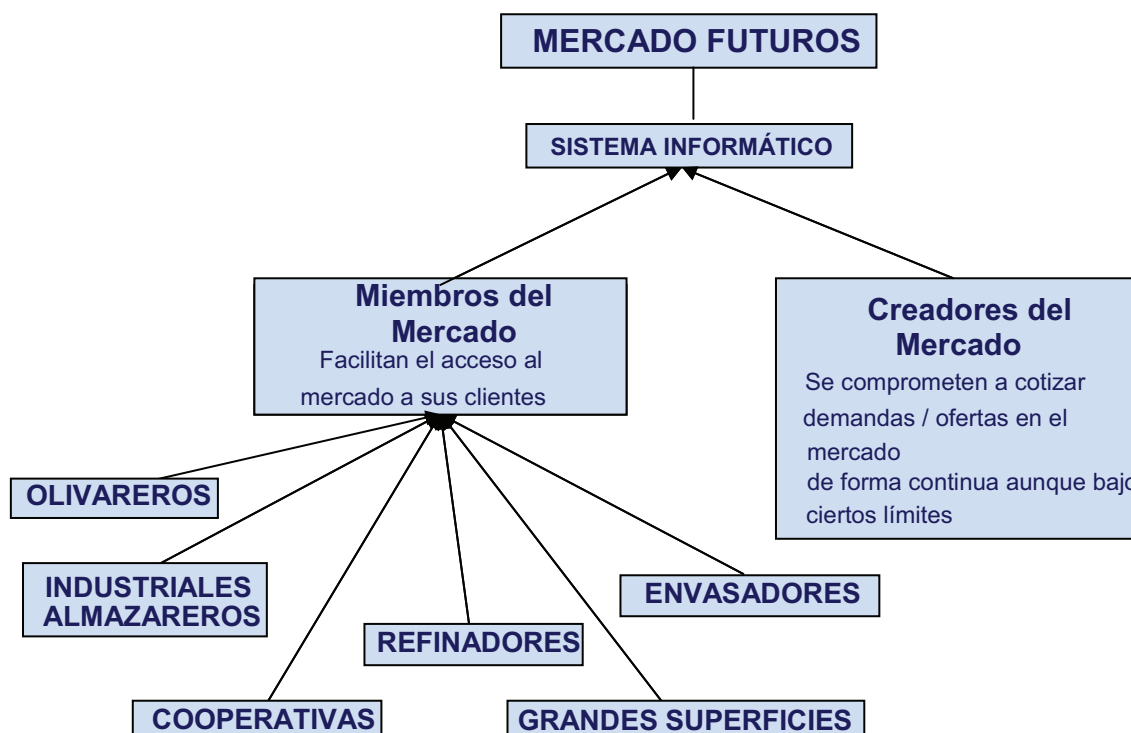 MERCADO FUTUROS
SISTEMA INFORMÁTICO
Miembros del
Mercado
Facilitan el acceso al
mercado a sus clientes
Creadores del
Mercado
Se comprometen a cotizar
demandas / ofertas en el
mercado
de forma continua aunque bajo
ciertos límites
OLIVAREROS
INDUSTRIALES
ALMAZAREROS
ENVASADORES
REFINADORES
COOPERATIVAS
GRANDES SUPERFICIES